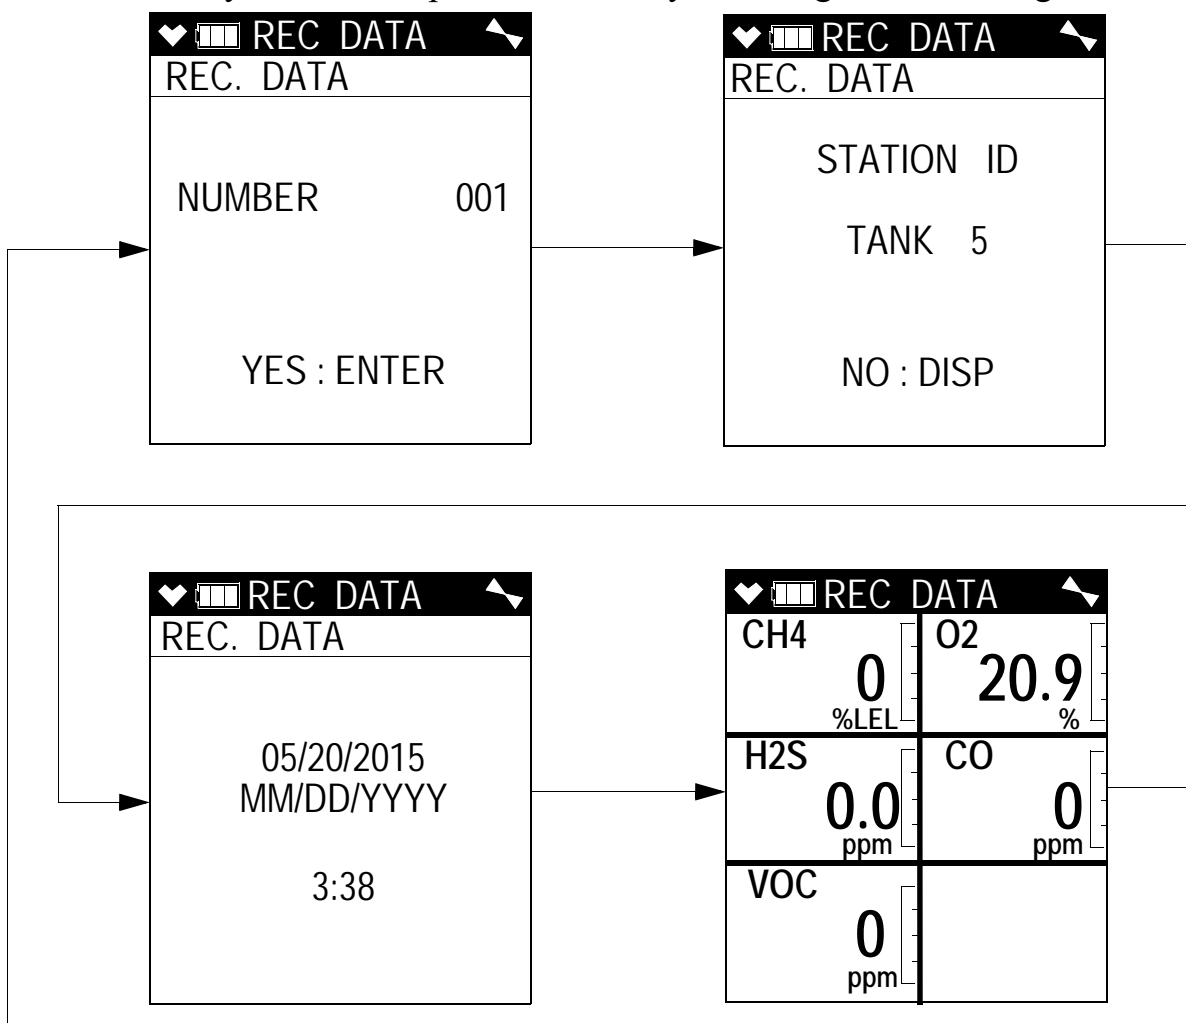 REC DATA
REC. DATA
NUMBER 001
YES : ENTER
REC DATA
REC. DATA
STATION ID
TANK 5
NO : DISP
REC DATA
REC. DATA
05/20/2015
MM/DD/YYYY
3:38
REC DATA
CH4
0
%LEL
O2
20.9
%
H2S
0.0
ppm
CO
0
ppm
VOC
0
ppm